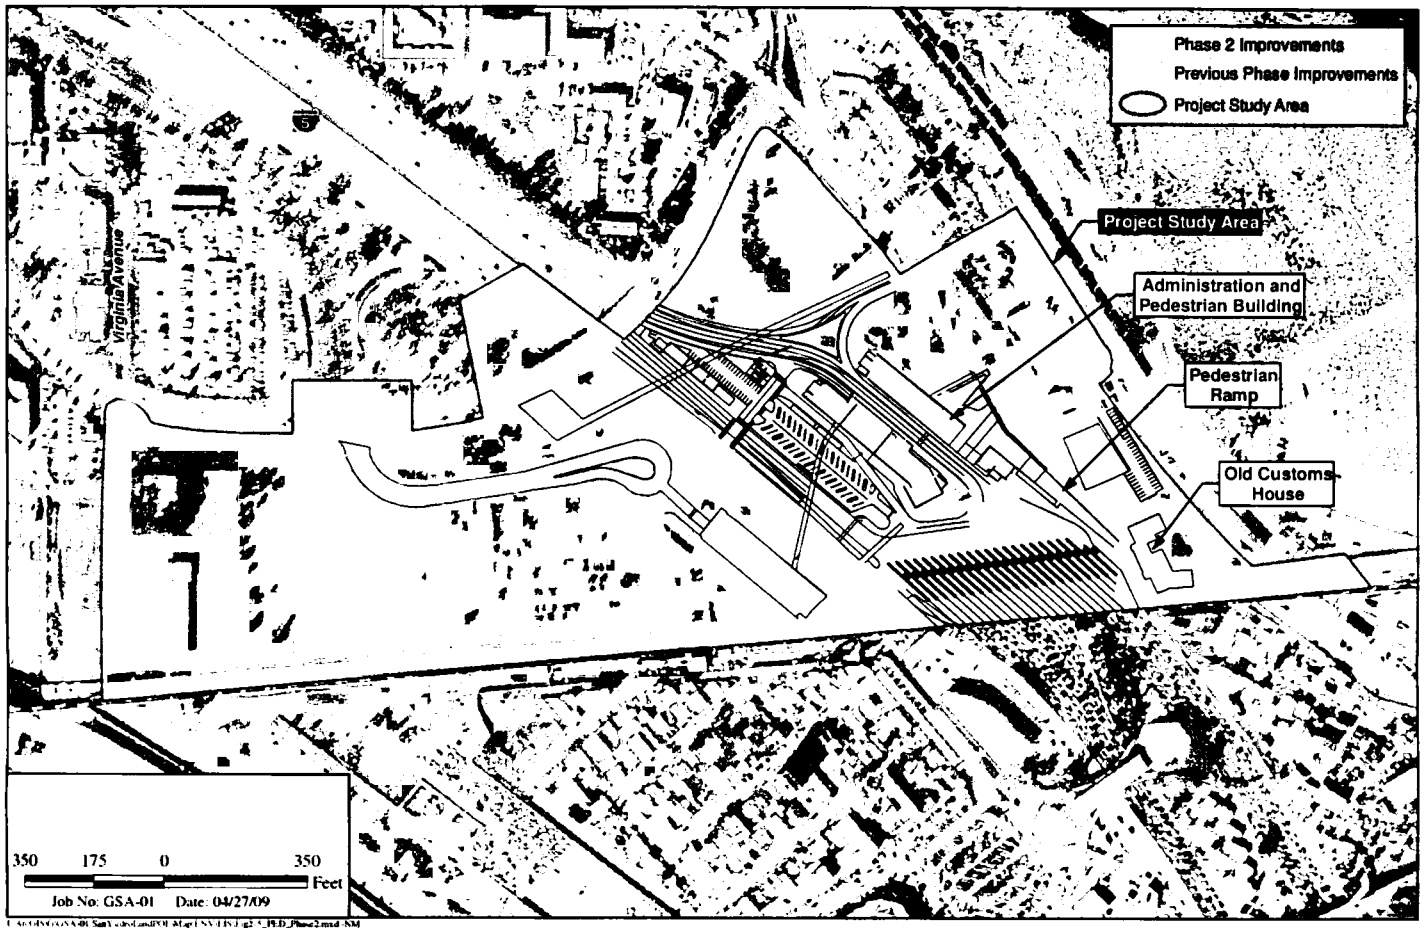 Phase 2 Improvements
Previous Phase Improvements
Project Study Area
5
Project Study Area
Virginia Avenue
Administration and
Pedestrian Building
Pedestrian
Ramp
Old Customs
House
350 175 0 350
Feet
Job No: GSA-01 Date: 04/27/09